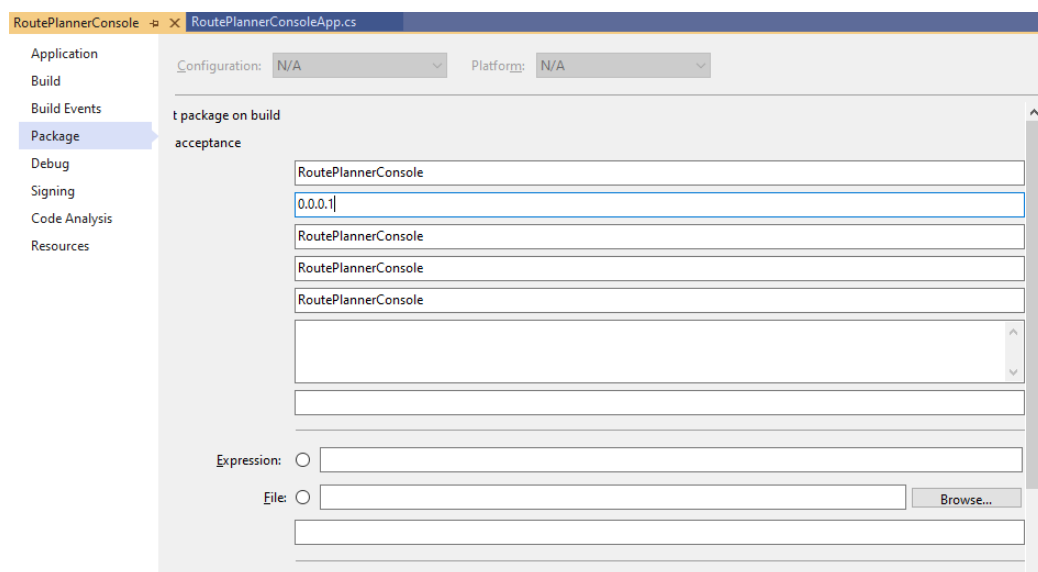 RoutePlannerConsole RoutePlannerConsoleApp.cs
Application
Configuration: N/A Platform: N/A
Build
Build Events
t package on build
Package
acceptance
Debug
RoutePlannerConsole
Signing
0.0.0.1
Code Analysis
RoutePlannerConsole
Resources
RoutePlannerConsole
RoutePlannerConsole
Expression:
File:
Browse...